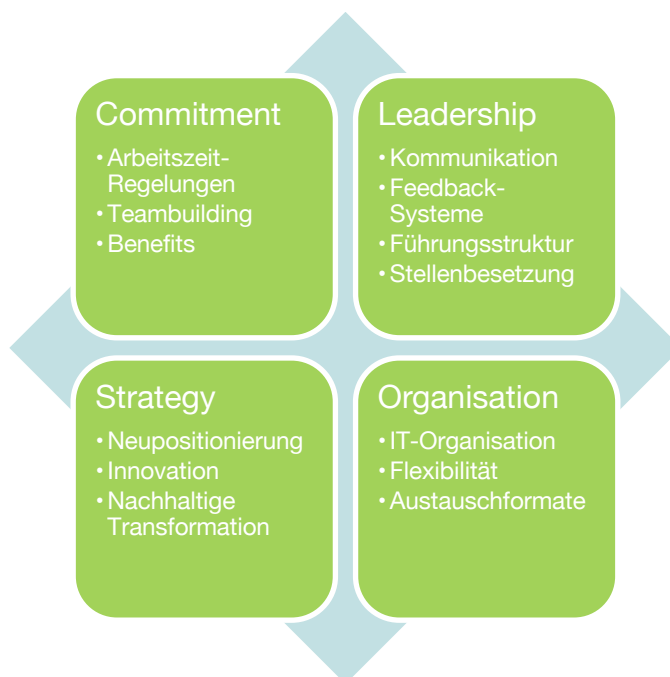 Commitment
• Arbeitszeit-
Regelungen
• Teambuilding
• Benefits
Leadership
• Kommunikation
• Feedback-
Systeme
• Führungsstruktur
• Stellenbesetzung
Strategy
• Neupositionierung
• Innovation
• Nachhaltige
Transformation
Organisation
• IT-Organisation
• Flexibilität
• Austauschformate